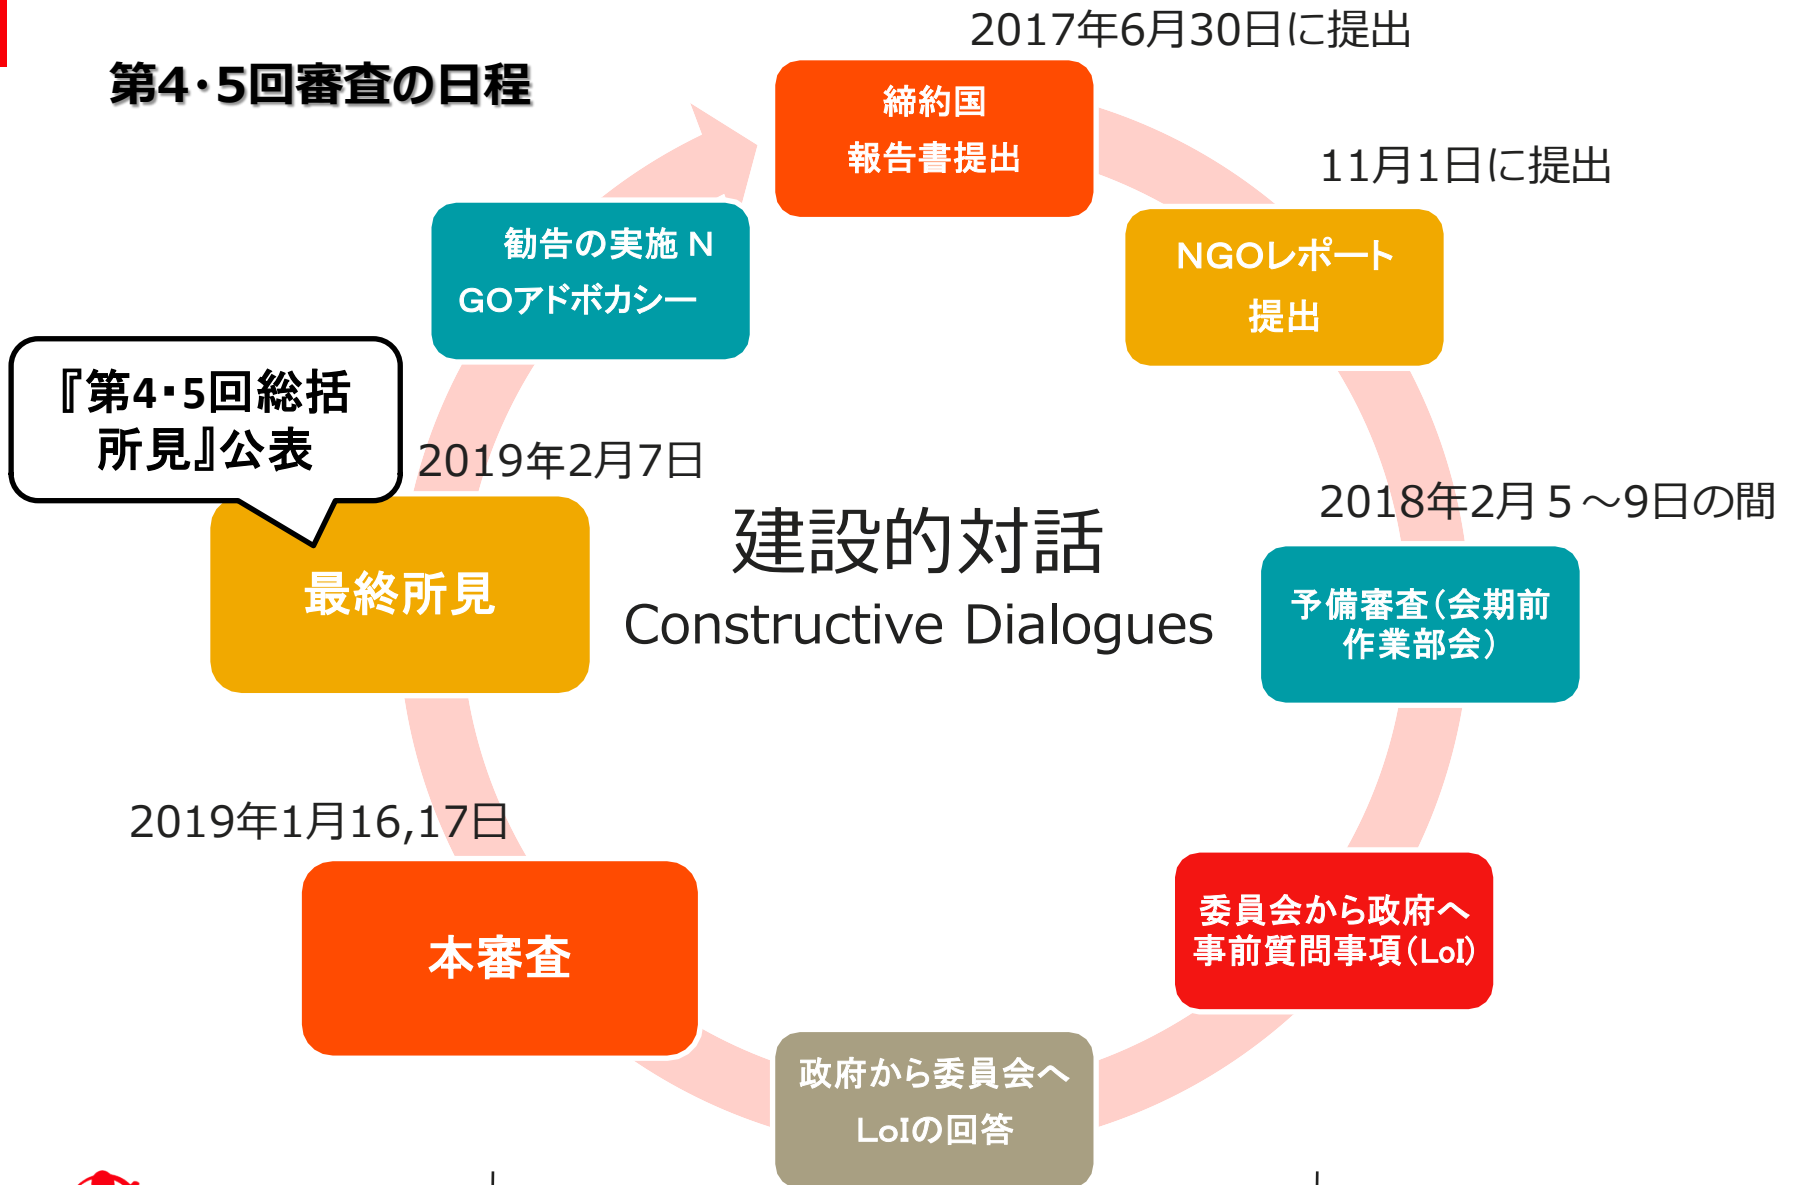 第4・5回審査の日程
2017年6月30日に提出
締約国
報告書提出
11月1日に提出
NGOレポート
提出
2018年2月5～9日の間
予備審査(会期前
作業部会)
委員会から政府へ
事前質問事項(LoI)
政府から委員会へ
LoIの回答
2019年1月16,17日
本審査
2019年2月7日
最終所見
『第4・5回総括
所見』公表
勧告の実施 N
GOアドボカシー
建設的対話
Constructive Dialogues